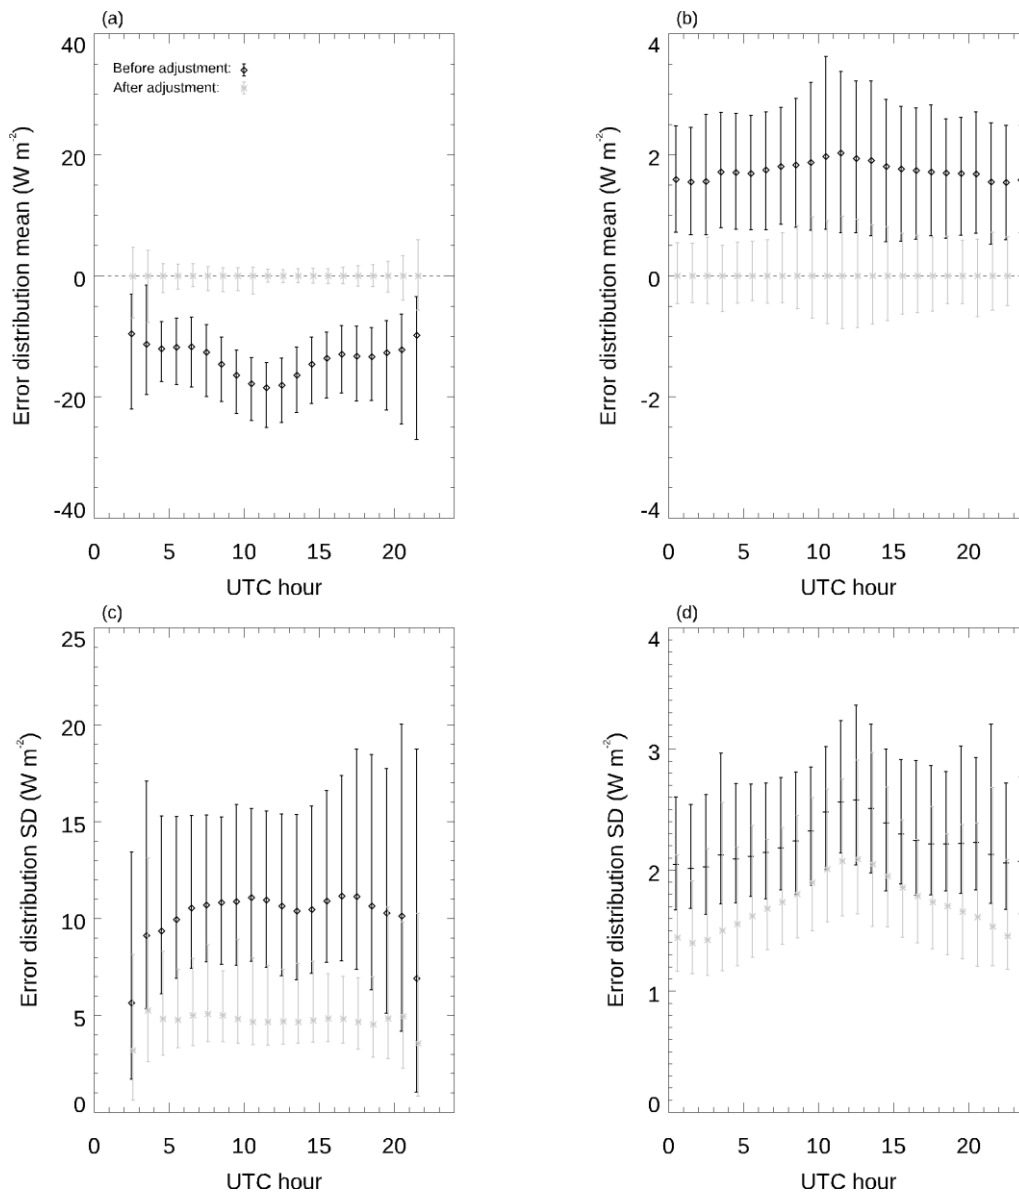 (a)
40
Before adjustment:
After adjustment:
20
0
-20
-40
Error distribution mean (W m⁻²)
0 5 10 15 20
UTC hour
(b)
4
2
0
-2
-4
Error distribution mean (W m⁻²)
0 5 10 15 20
UTC hour
(c)
25
20
15
10
5
0
Error distribution SD (W m⁻²)
0 5 10 15 20
UTC hour
(d)
4
3
2
1
0
Error distribution SD (W m⁻²)
0 5 10 15 20
UTC hour